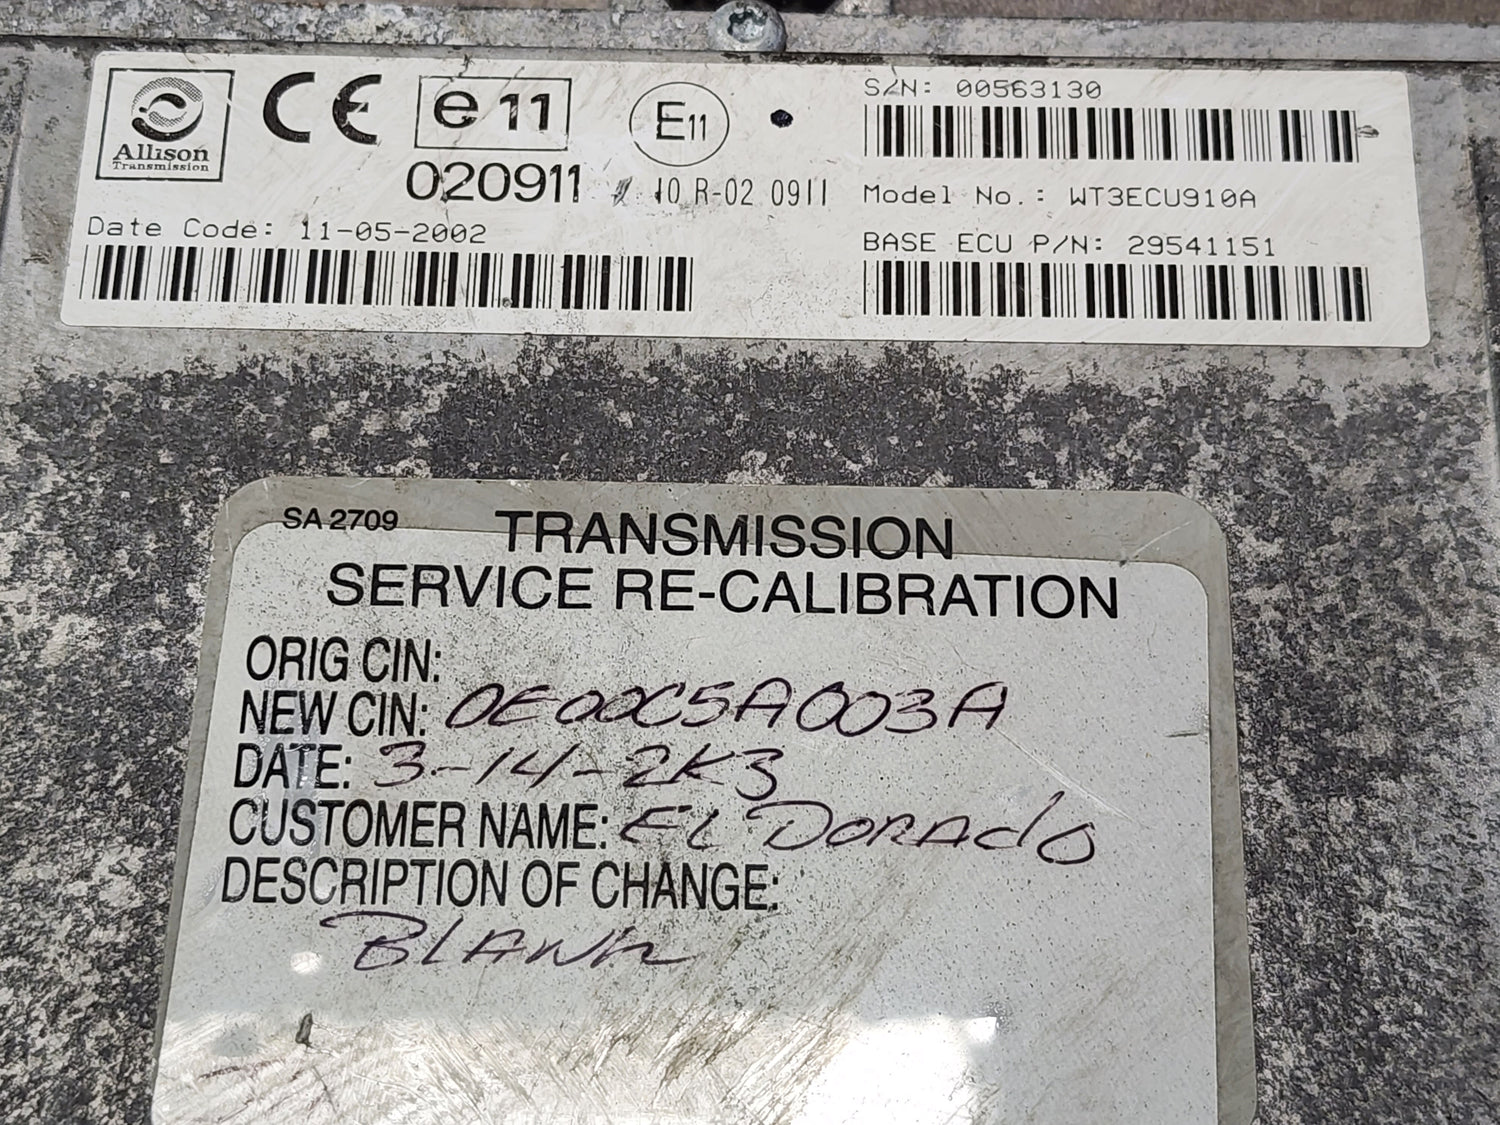 Allison
Transmission
CE
e 11
020911
E11
10 R-02 0911
S/N: 00563130
Model No.: WT3ECU910A
BASE ECU P/N: 29541151
Date Code: 11-05-2002
SA 2709
TRANSMISSION
SERVICE RE-CALIBRATION
ORIG CIN:
NEW CIN: 0E00C5A003A
DATE: 3-14-2K3
CUSTOMER NAME: EL DORAdO
DESCRIPTION OF CHANGE:
BLANK